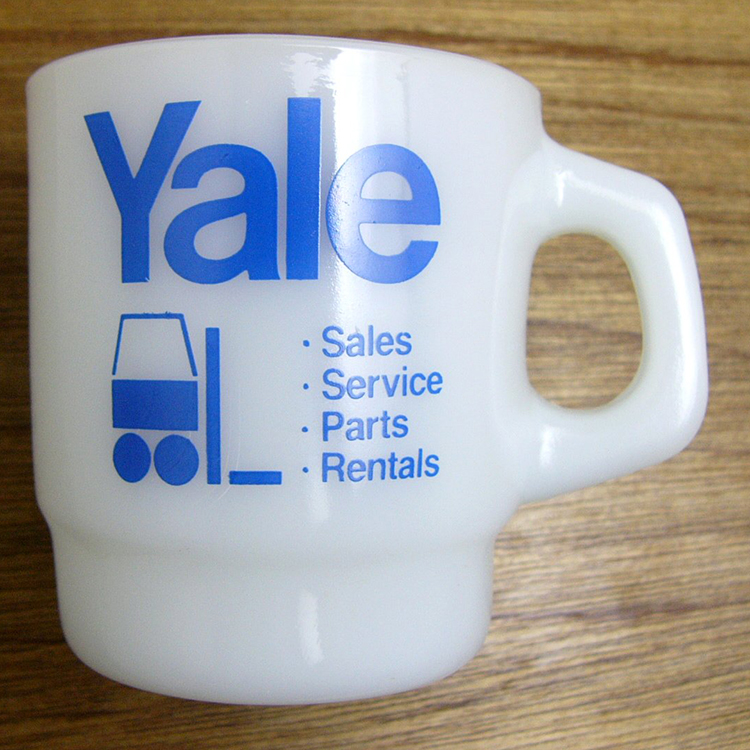 Yale
· Sales
· Service
· Parts
· Rentals